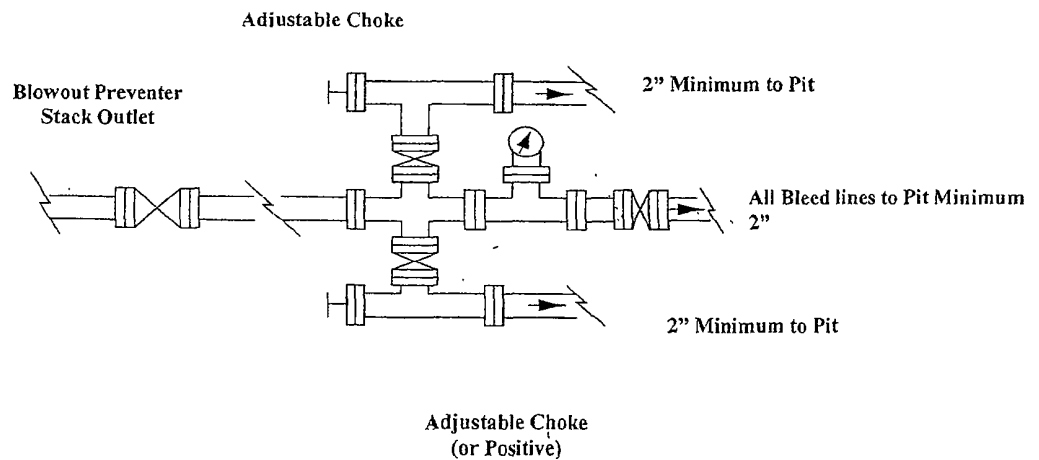 Adjustable Choke
Blowout Preventer
Stack Outlet
2" Minimum to Pit
All Bleed lines to Pit Minimum
2"
2" Minimum to Pit
Adjustable Choke
(or Positive)